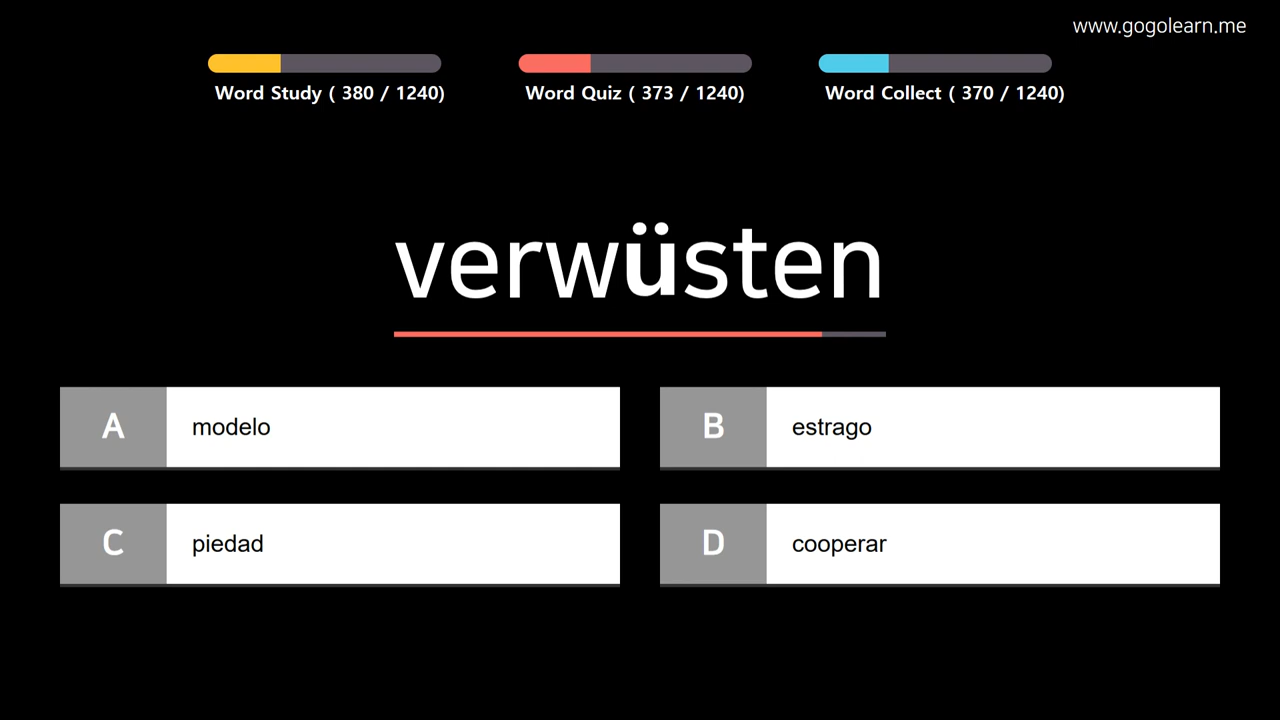 www.gogolearn.me
Word Study ( 380 / 1240)
Word Quiz ( 373 / 1240)
Word Collect ( 370 / 1240)
verwüsten
A modelo
B estrago
C piedad
D cooperar